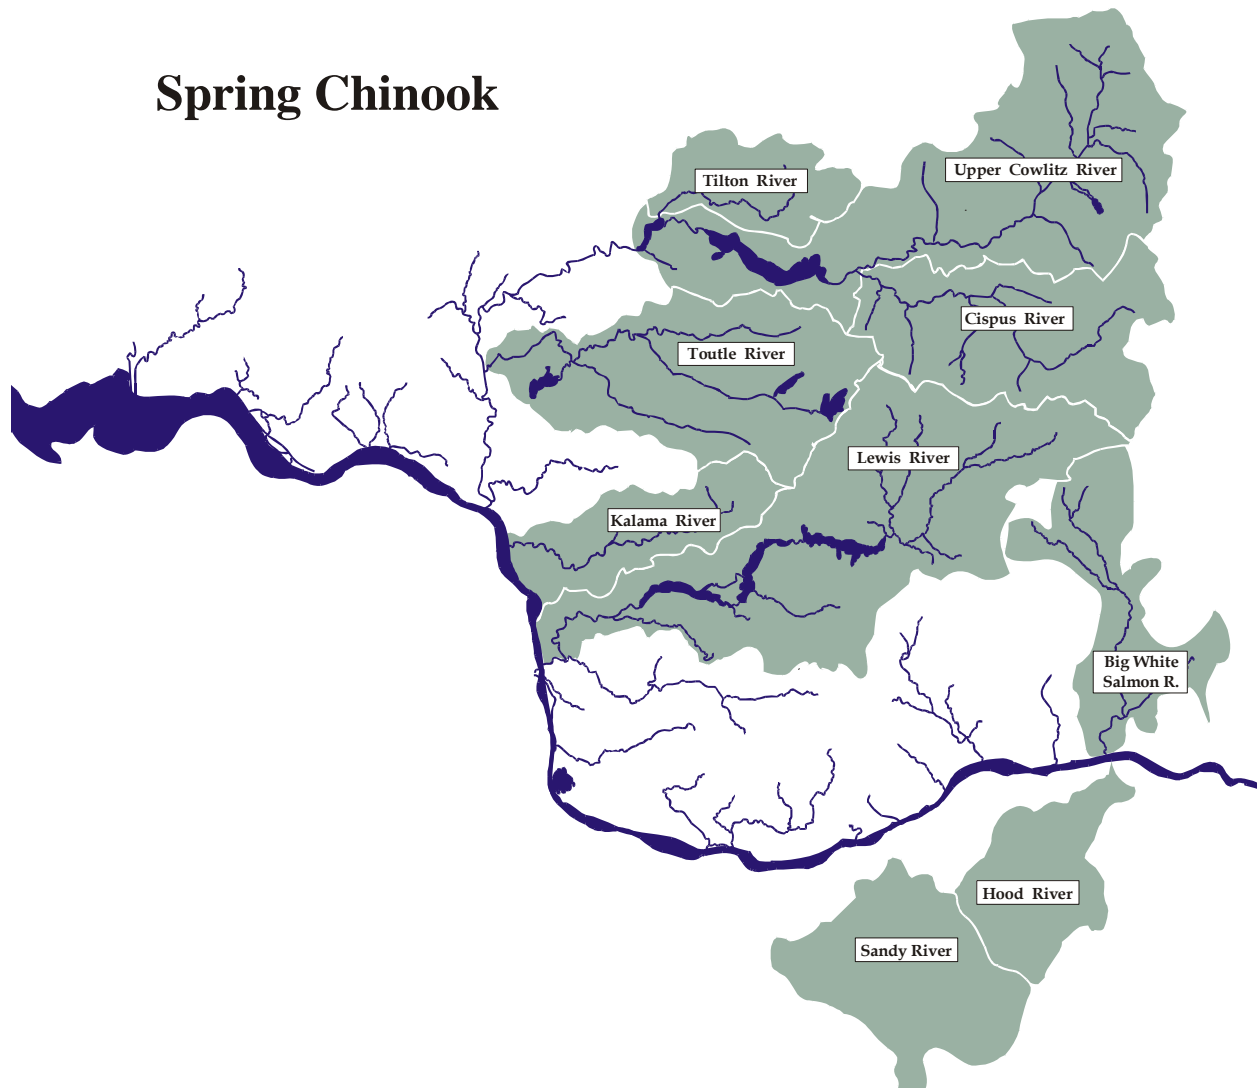 Spring Chinook
Upper Cowlitz River
Tilton River
Cispus River
Toutle River
Lewis River
Kalama River
Big White
Salmon R.
Hood River
Sandy River